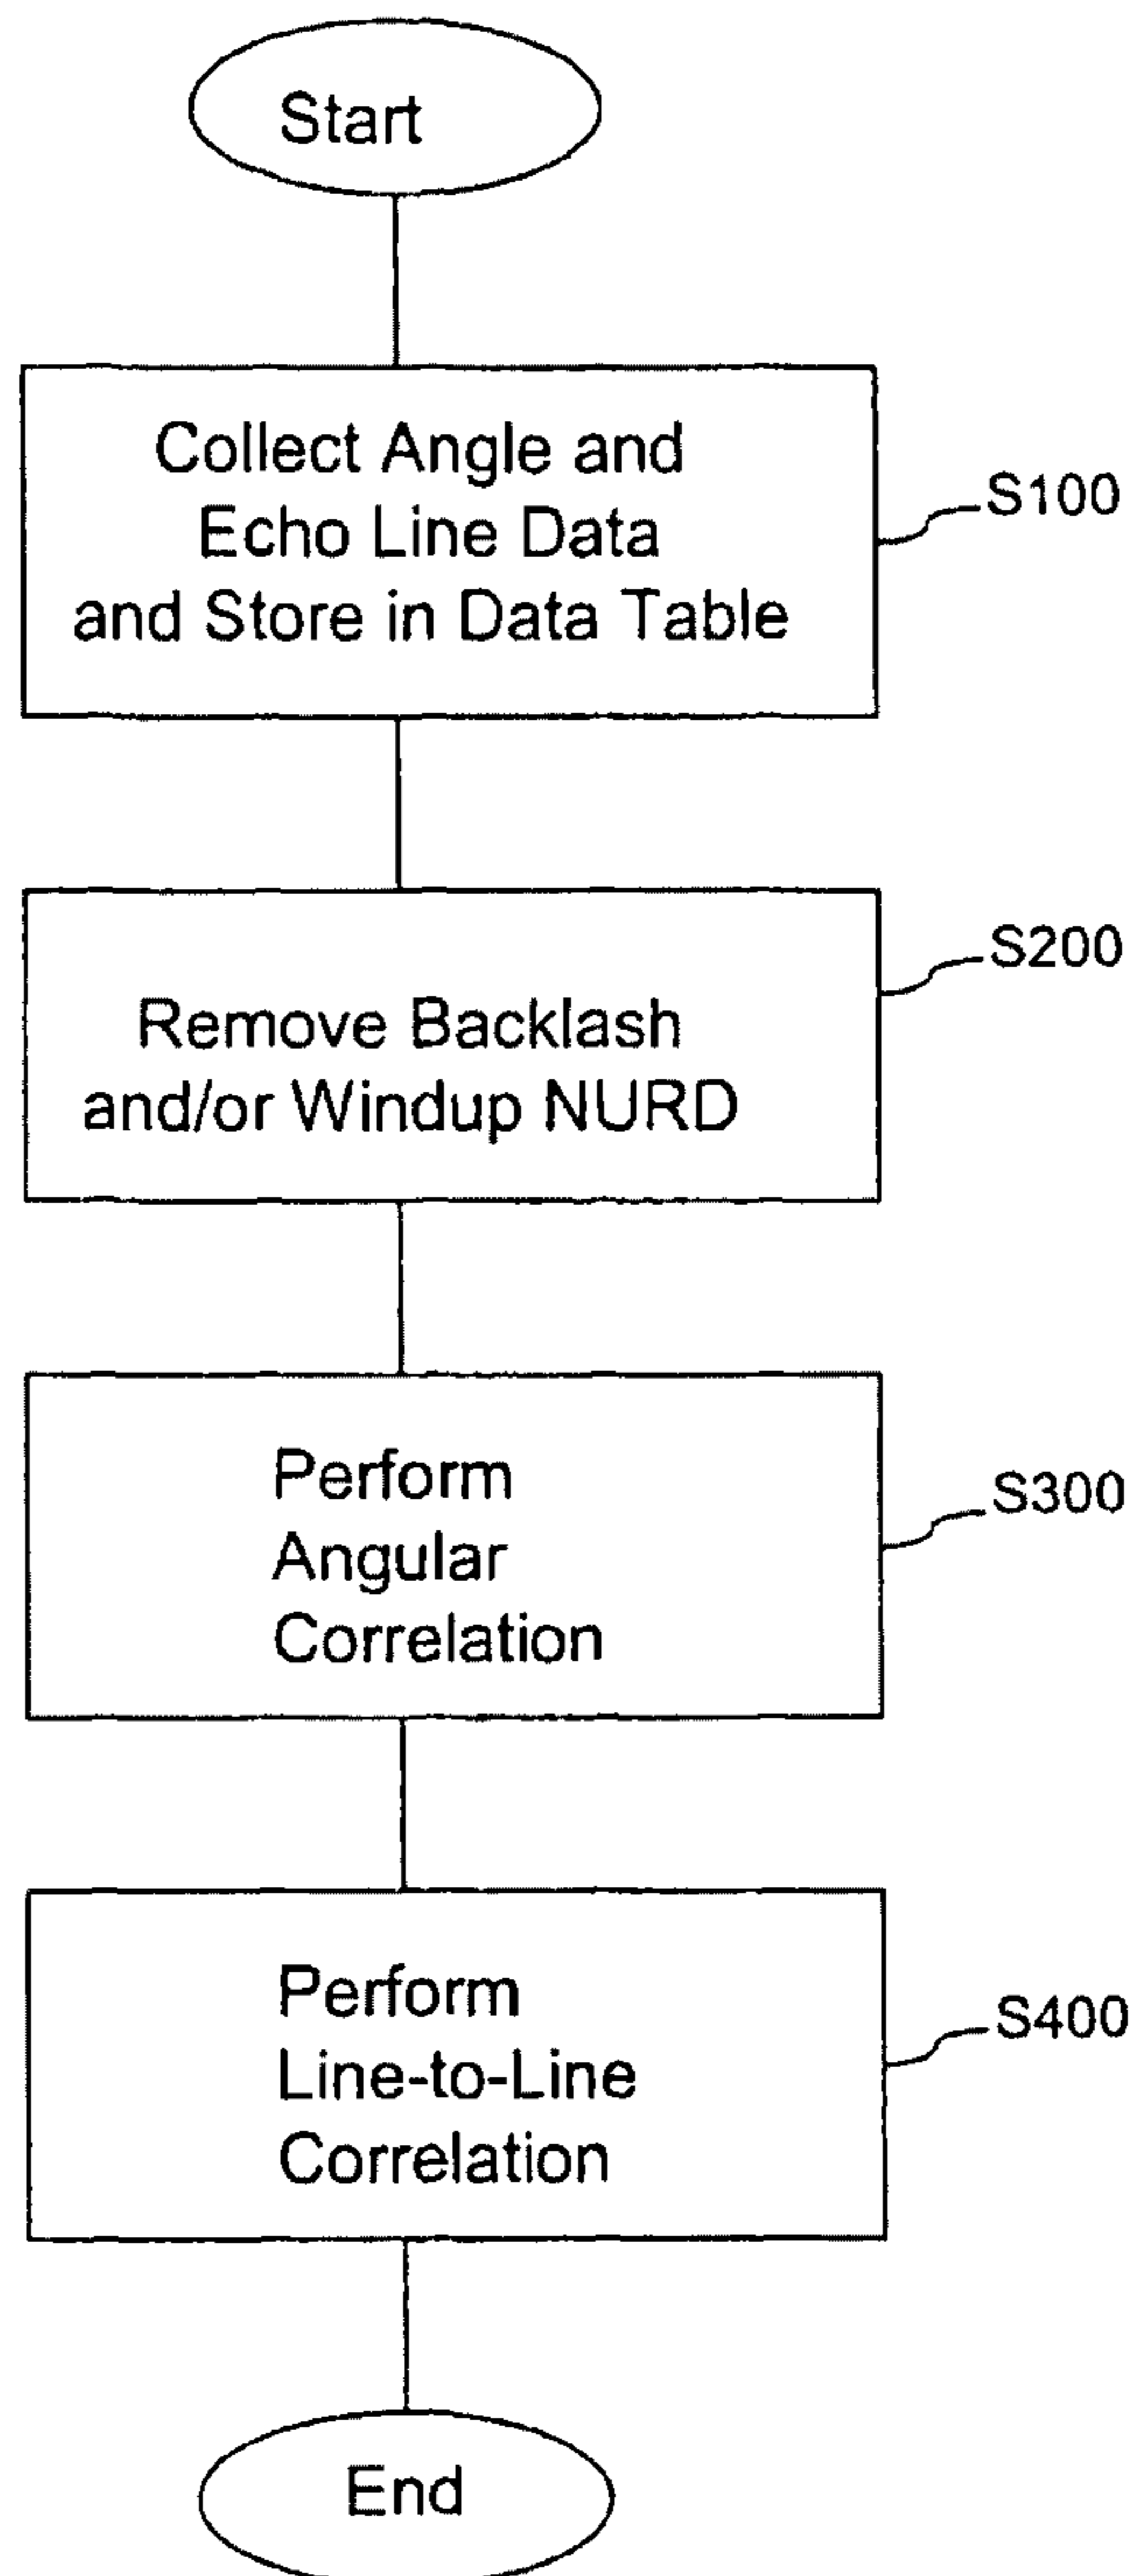 Start
Collect Angle and
Echo Line Data
and Store in Data Table
S100
Remove Backlash
and/or Windup NURD
S200
Perform
Angular
Correlation
S300
Perform
Line-to-Line
Correlation
S400
End